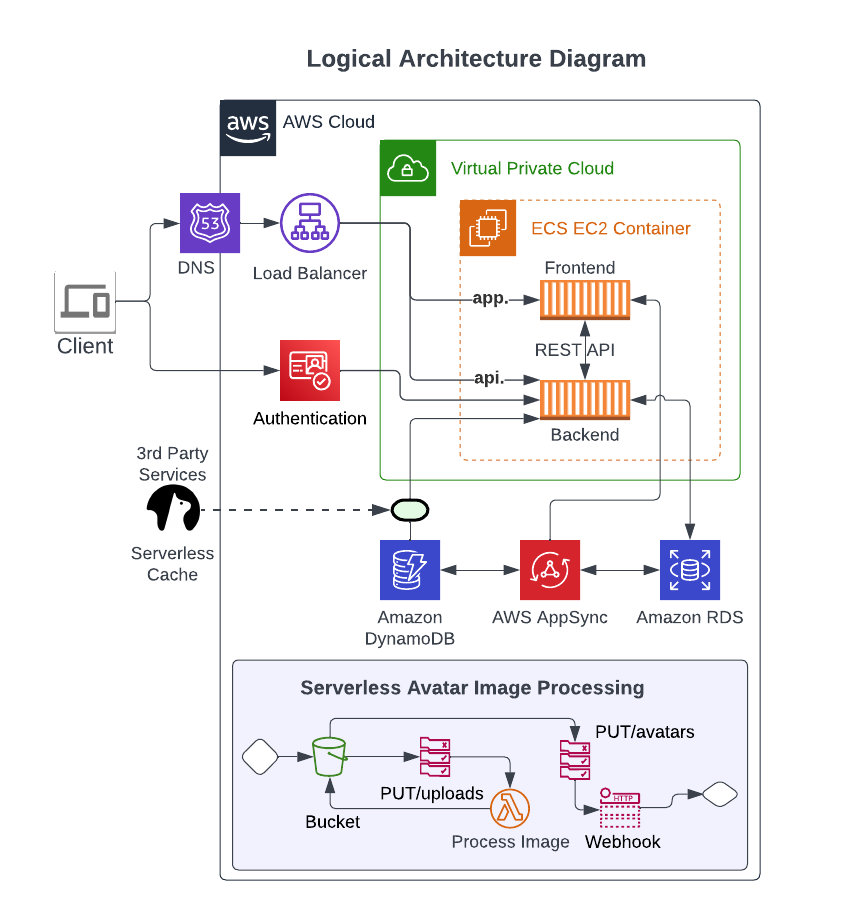 Logical Architecture Diagram
aws
AWS Cloud
Virtual Private Cloud
53
DNS
Load Balancer
ECS EC2 Container
Frontend
app.
Client
REST API
api.
Authentication
Backend
3rd Party
Services
Serverless
Cache
Amazon
DynamoDB
AWS AppSync
Amazon RDS
Serverless Avatar Image Processing
PUT/avatars
PUT/uploads
HTTP
Bucket
Process Image
Webhook